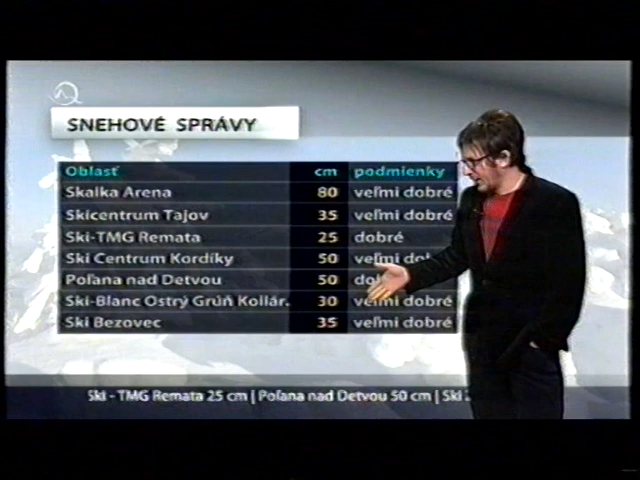 SNEHOVÉ SPRÁVY
Oblasť cm podmienky
Skalka Arena 80 veľmi dobré
Skicentrum Tajov 35 veľmi dobré
Ski-TMG Remata 25 dobré
Ski Centrum Kordíky 50 veľmi do
Poľana nad Detvou 50 do
Ski-Blanc Ostrý Grúň Kollár. 30 veľmi dobré
Ski Bezovec 35 veľmi dobré
Ski - TMG Remata 25 cm | Poľana nad Detvou 50 cm | Ski